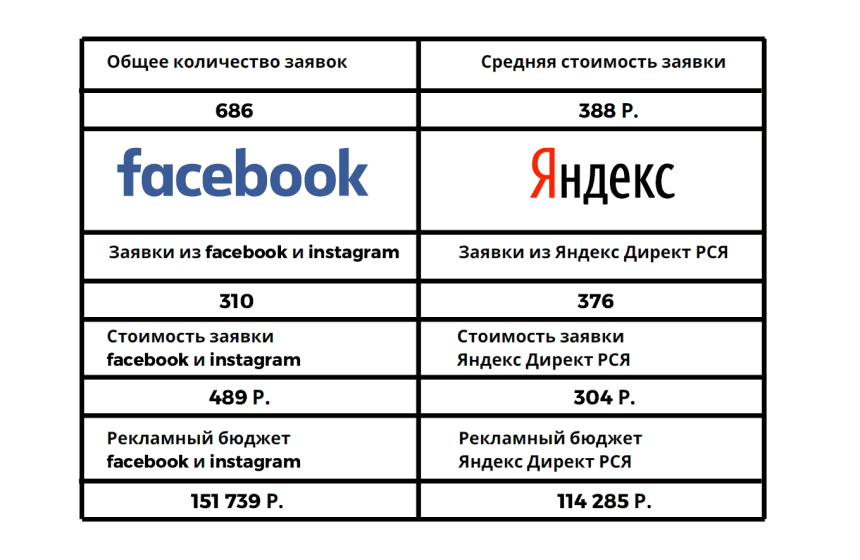 Общее количество заявок
Средняя стоимость заявки
686
388 Р.
facebook
Яндекс
Заявки из facebook и instagram
Заявки из Яндекс Директ РСЯ
310
376
Стоимость заявки
facebook и instagram
Стоимость заявки
Яндекс Директ РСЯ
489 Р.
304 Р.
Рекламный бюджет
facebook и instagram
Рекламный бюджет
Яндекс Директ РСЯ
151 739 Р.
114 285 Р.